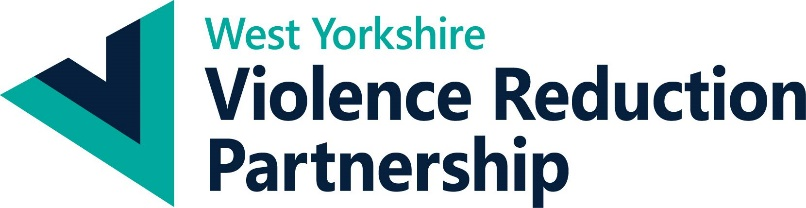 West Yorkshire
Violence Reduction
Partnership